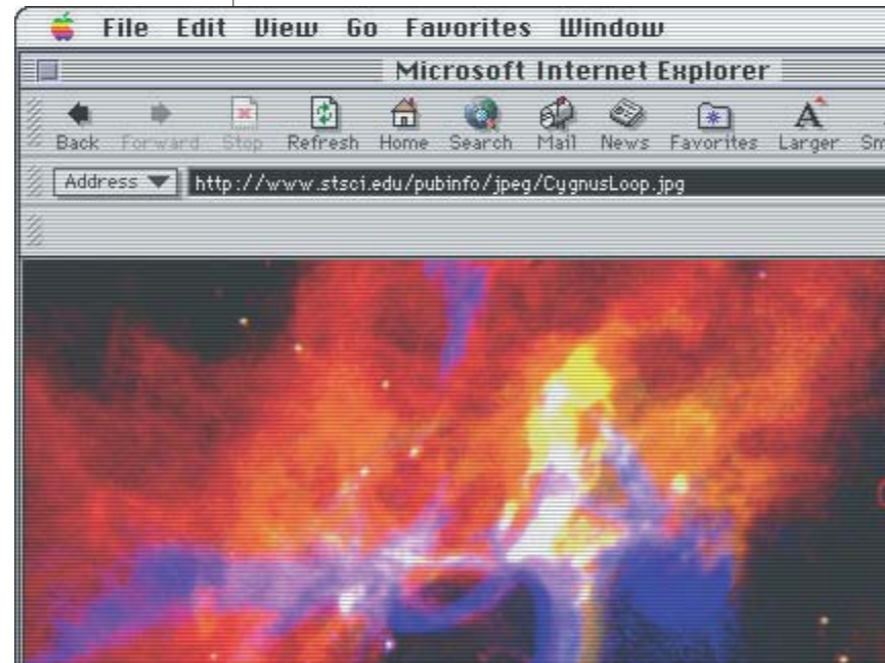 File Edit View Go Favorites Window
Microsoft Internet Explorer
Back Forward Stop Refresh Home Search Mail News Favorites Larger
Address http://www.stsci.edu/pubinfo/jpeg/CygnusLoop.jpg